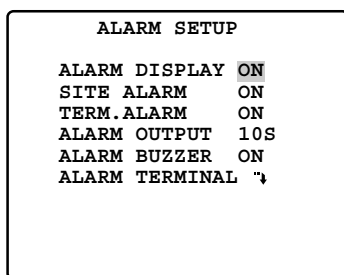 ALARM SETUP
ALARM DISPLAY ON
SITE ALARM ON
TERM.ALARM ON
ALARM OUTPUT 10S
ALARM BUZZER ON
ALARM TERMINAL